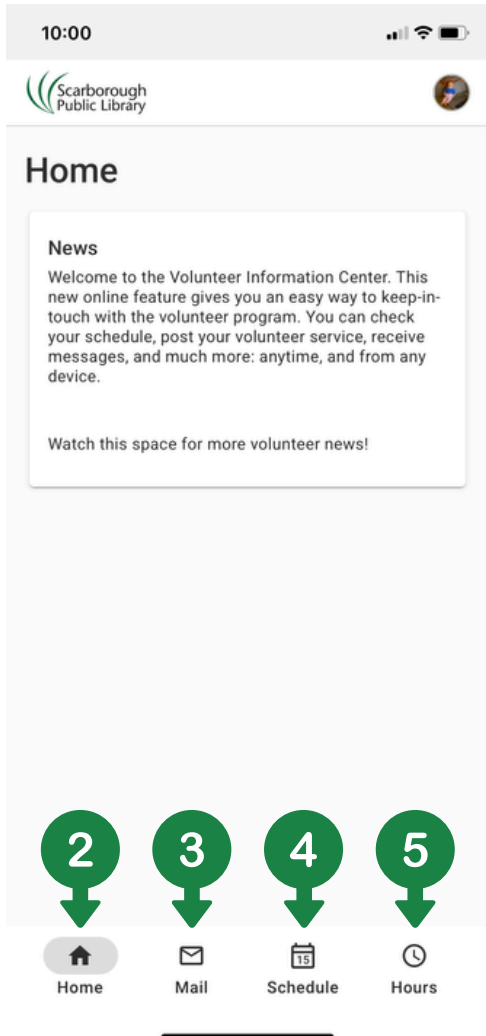 10:00
Scarborough
Public Library
Home
News
Welcome to the Volunteer Information Center. This
new online feature gives you an easy way to keep-in-
touch with the volunteer program. You can check
your schedule, post your volunteer service, receive
messages, and much more: anytime, and from any
device.
Watch this space for more volunteer news!
2 3 4 5
15
Home Mail Schedule Hours